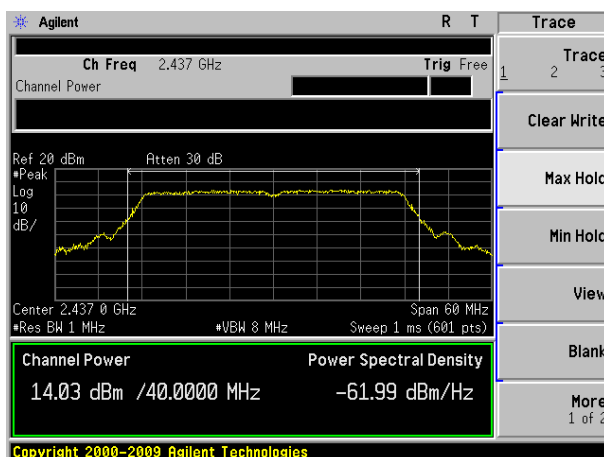 Agilent R T Trace
Ch Freq 2.437 GHz Trig Free
Channel Power
Trace
1 2 3
Clear Write
Max Hold
Min Hold
View
Blank
More
1 of 2
Ref 20 dBm Atten 30 dB
#Peak
Log
10
dB/
Center 2.437 0 GHz Span 60 MHz
#Res BW 1 MHz #VBW 8 MHz Sweep 1 ms (601 pts)
Channel Power Power Spectral Density
14.03 dBm /40.0000 MHz -61.99 dBm/Hz
Copyright 2000-2009 Agilent Technologies